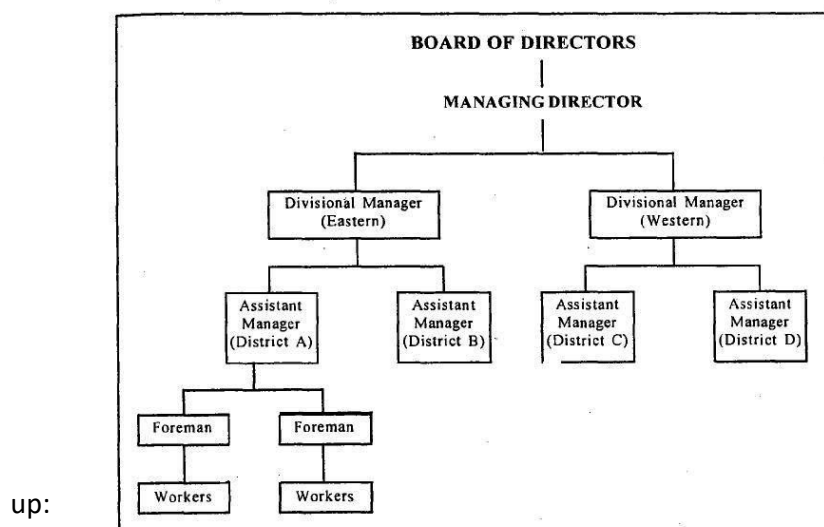 BOARD OF DIRECTORS
MANAGING DIRECTOR
Divisional Manager
(Eastern)
Divisional Manager
(Western)
Assistant
Manager
(District A)
Assistant
Manager
(District B)
Assistant
Manager
(District C)
Assistant
Manager
(District D)
Foreman
Foreman
Workers
Workers
up: